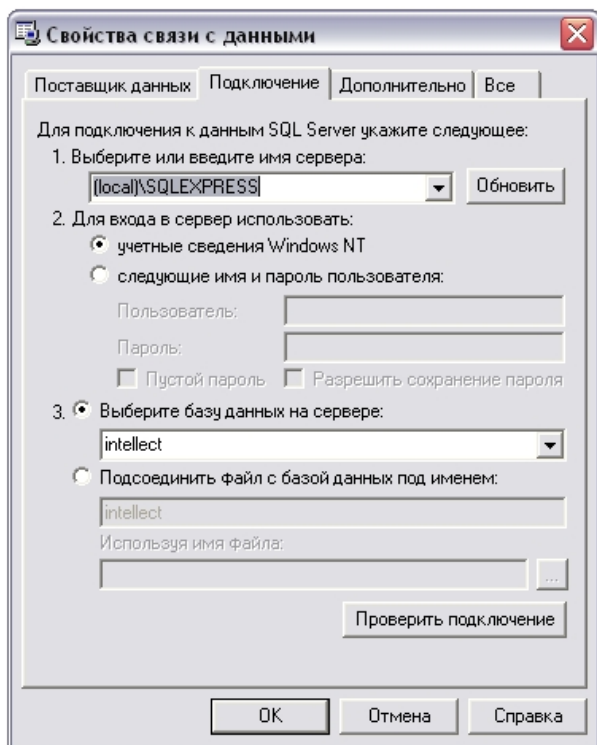 Свойства связи с данными
Поставщик данных Подключение Дополнительно Все
Для подключения к данным SQL Server укажите следующее:
1. Выберите или введите имя сервера:
(local)\SQLEXPRESS Обновить
2. Для входа в сервер использовать:
учетные сведения Windows NT
следующие имя и пароль пользователя:
Пользователь:
Пароль:
Пустой пароль Разрешить сохранение пароля
3. Выберите базу данных на сервере:
intellect
Подсоединить файл с базой данных под именем:
intellect
Используя имя файла:
...
Проверить подключение
OK Отмена Справка